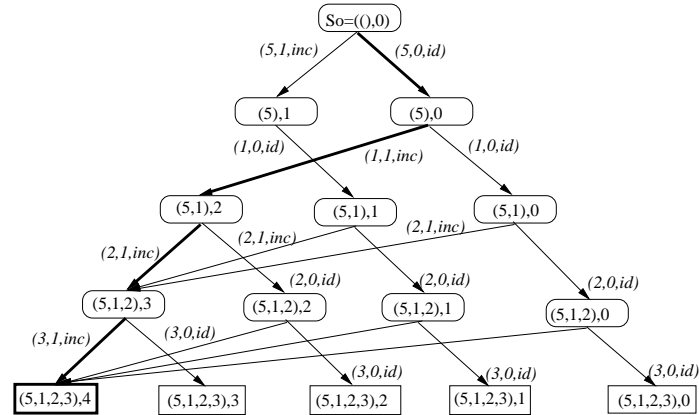 So=((),0)
(5,1,inc)
(5,0,id)
(5),1
(5),0
(1,0,id)
(1,1,inc)
(1,0,id)
(5,1),2
(5,1),1
(5,1),0
(2,1,inc)
(2,1,inc)
(2,1,inc)
(2,0,id)
(2,0,id)
(2,0,id)
(5,1,2),3
(5,1,2),2
(5,1,2),1
(5,1,2),0
(3,1,inc)
(3,0,id)
(3,0,id)
(3,0,id)
(3,0,id)
(5,1,2,3),4
(5,1,2,3),3
(5,1,2,3),2
(5,1,2,3),1
(5,1,2,3),0